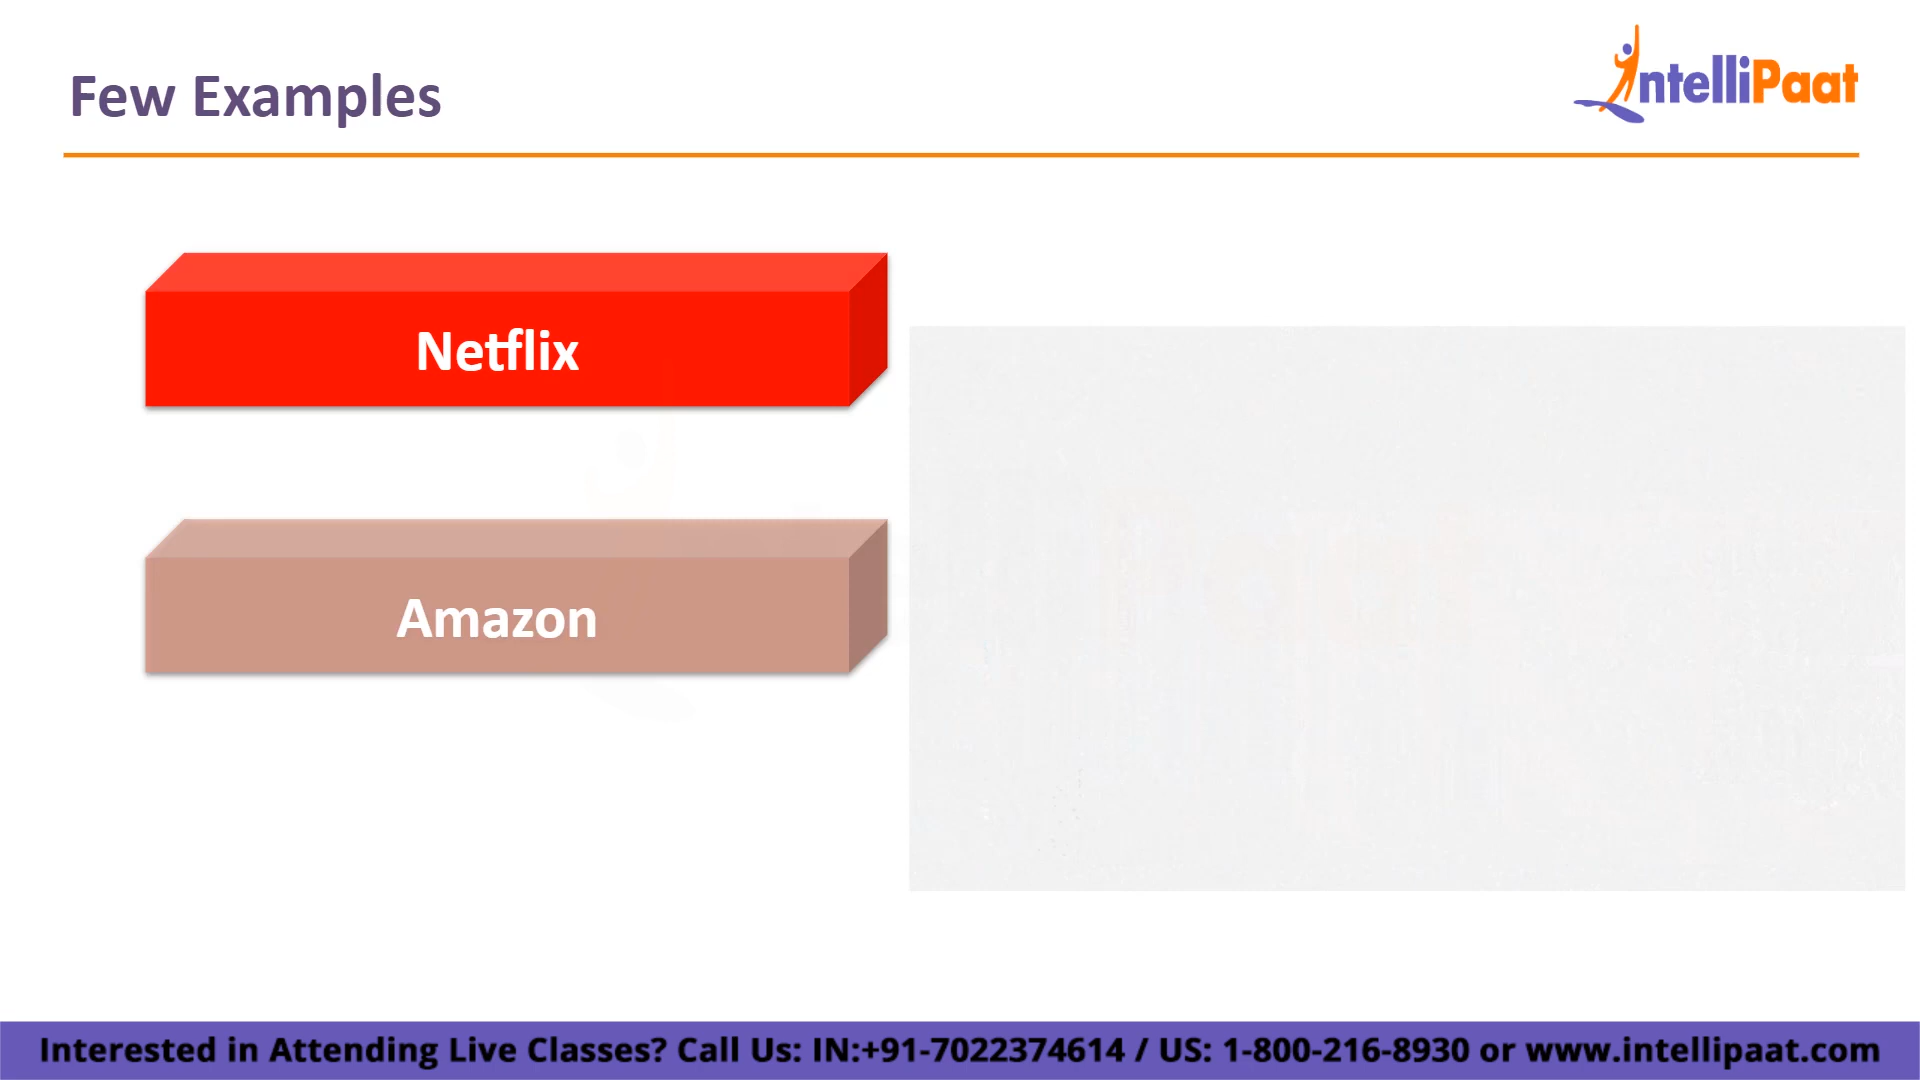 Few Examples
IntelliPaat
Netflix
Amazon
Interested in Attending Live Classes? Call Us: IN:+91-7022374614 / US: 1-800-216-8930 or www.intellipaat.com